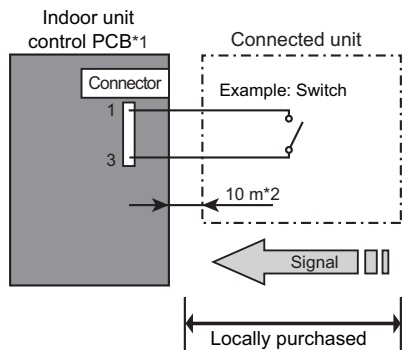 Indoor unit
control PCB*1
Connected unit
Connector
Example: Switch
1
3
10 m*2
Signal
Locally purchased